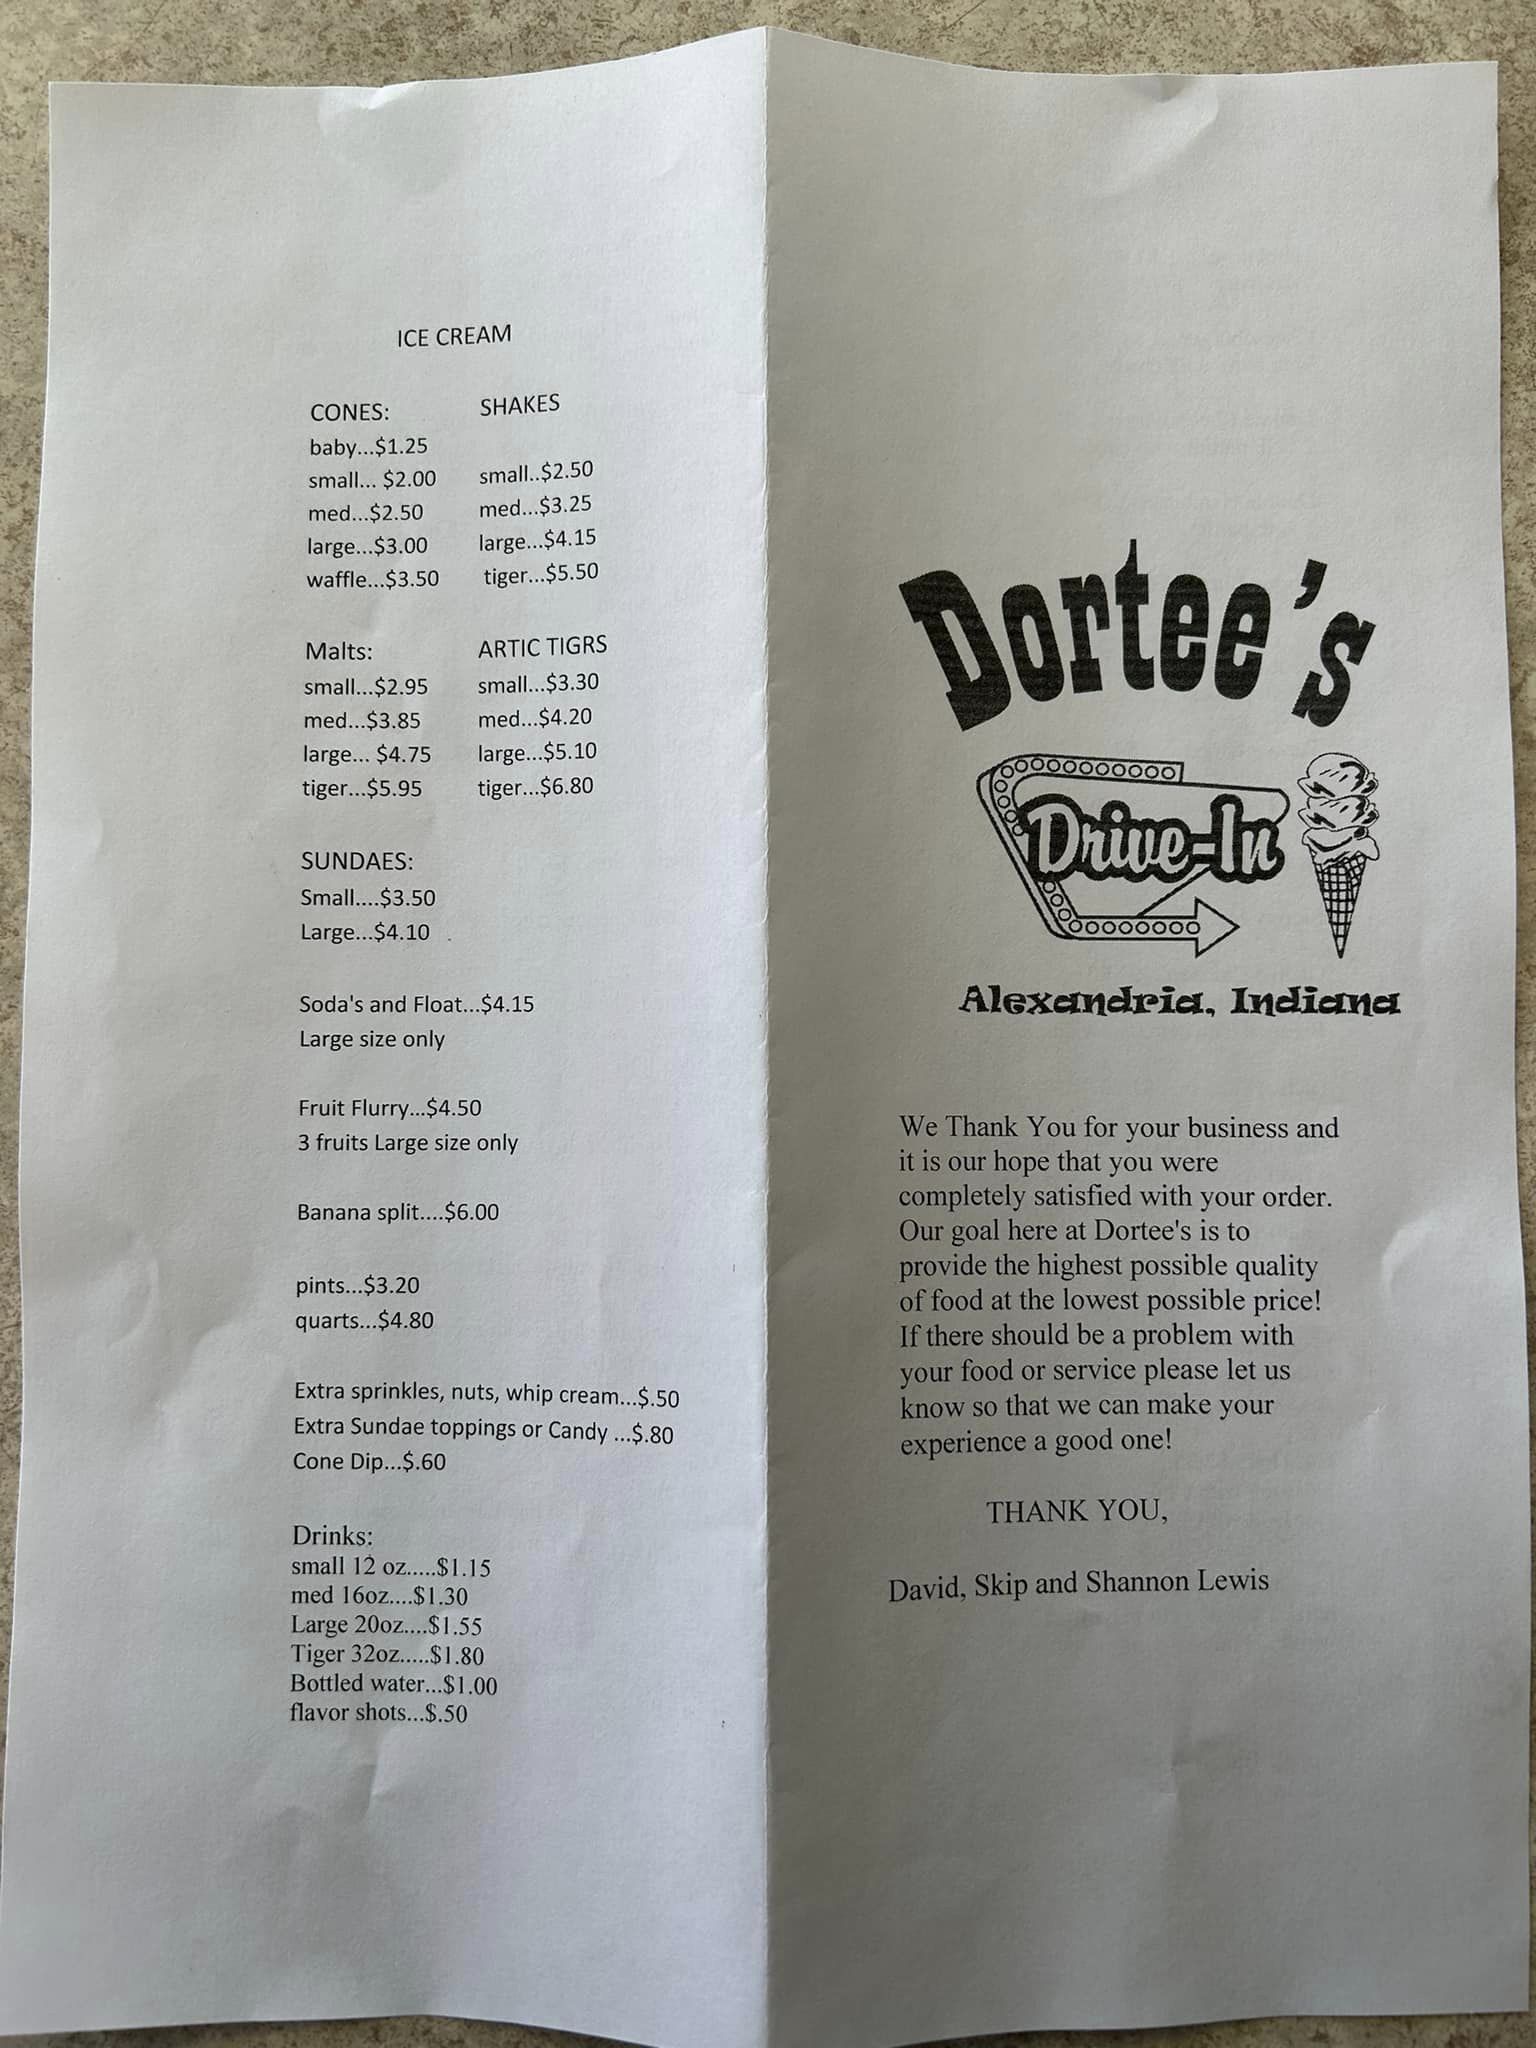 ICE CREAM
CONES:
baby...$1.25
small... $2.00
med...$2.50
large...$3.00
waffle...$3.50
SHAKES
small..$2.50
med...$3.25
large...$4.15
tiger...$5.50
Malts:
small...$2.95
med...$3.85
large... $4.75
tiger...$5.95
ARTIC TIGRS
small...$3.30
med...$4.20
large...$5.10
tiger...$6.80
SUNDAES:
Small....$3.50
Large...$4.10
Soda's and Float...$4.15
Large size only
Fruit Flurry...$4.50
3 fruits Large size only
Banana split....$6.00
pints...$3.20
quarts...$4.80
Extra sprinkles, nuts, whip cream...$.50
Extra Sundae toppings or Candy ...$.80
Cone Dip...$.60
Drinks:
small 12 oz.....$1.15
med 16oz....$1.30
Large 20oz....$1.55
Tiger 32oz.....$1.80
Bottled water...$1.00
flavor shots...$.50
Dortee's
Drive-In
Alexandria, Indiana
We Thank You for your business and
it is our hope that you were
completely satisfied with your order.
Our goal here at Dortee's is to
provide the highest possible quality
of food at the lowest possible price!
If there should be a problem with
your food or service please let us
know so that we can make your
experience a good one!
THANK YOU,
David, Skip and Shannon Lewis